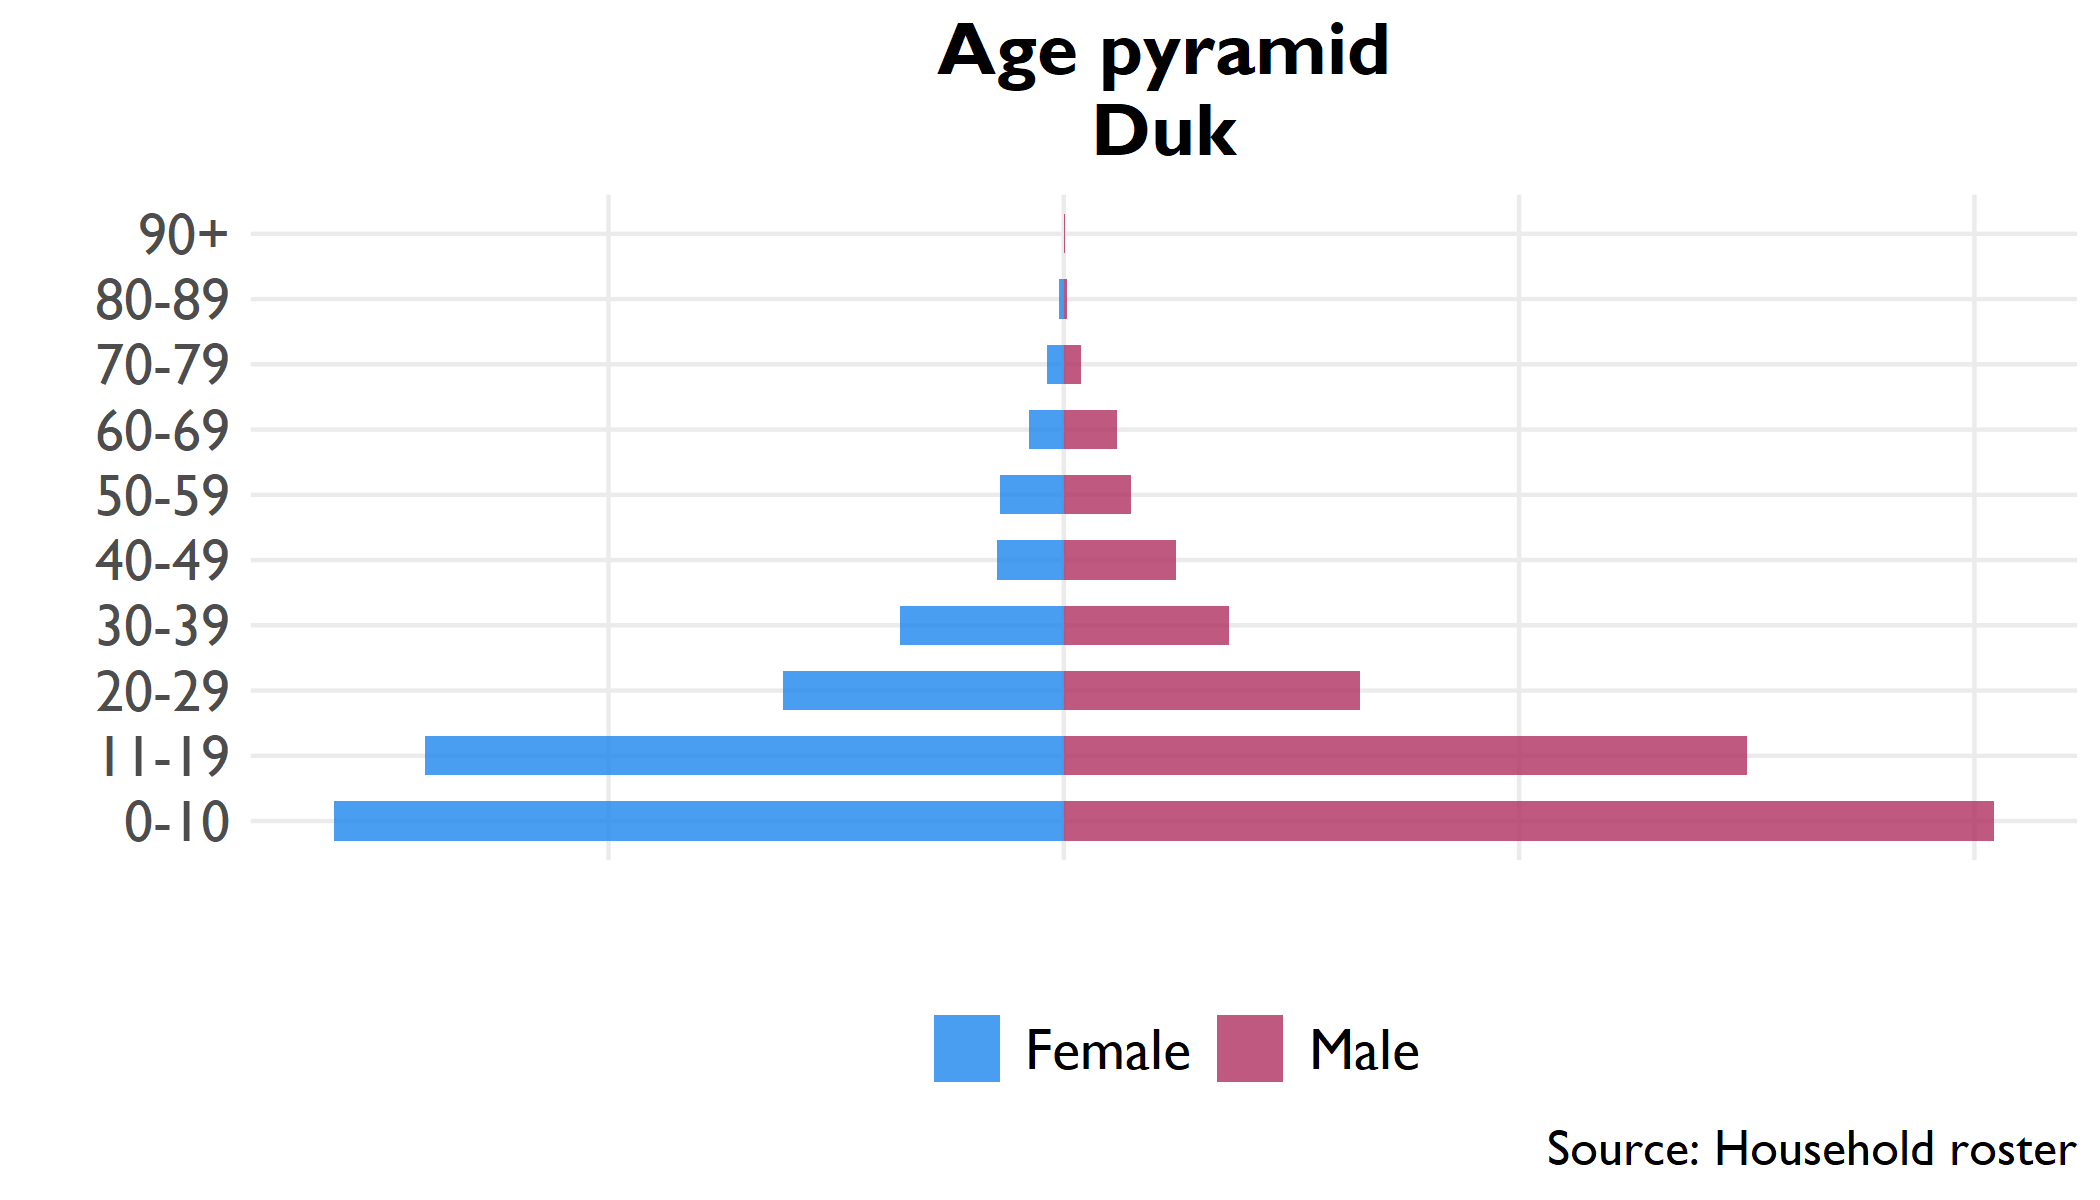 Age pyramid
Duk
90+
80-89
70-79
60-69
50-59
40-49
30-39
20-29
11-19
0-10
Female Male
Source: Household roster